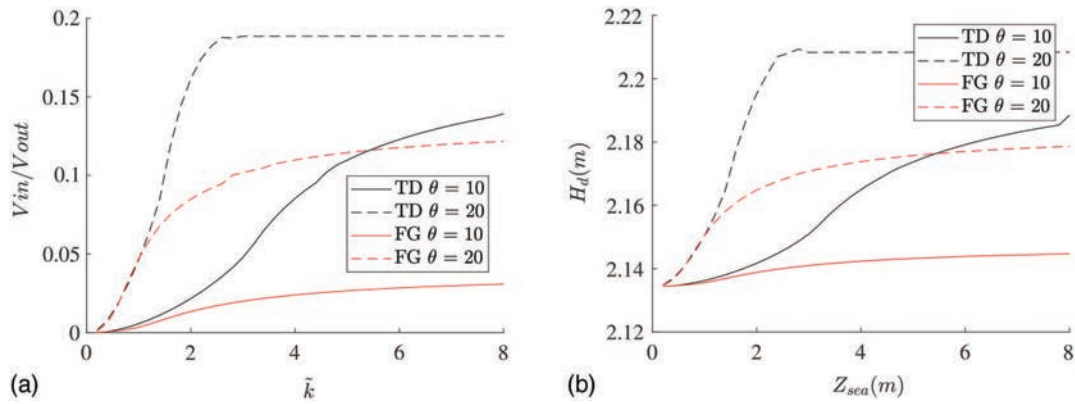 0.2
0.15
0.1
0.05
0
Vin/Vout
TD θ = 10
TD θ = 20
FG θ = 10
FG θ = 20
0 2 4 6 8
(a)
k̃
2.22
2.2
2.18
2.16
2.14
2.12
H_d(m)
TD θ = 10
TD θ = 20
FG θ = 10
FG θ = 20
0 2 4 6 8
(b)
Z_sea(m)